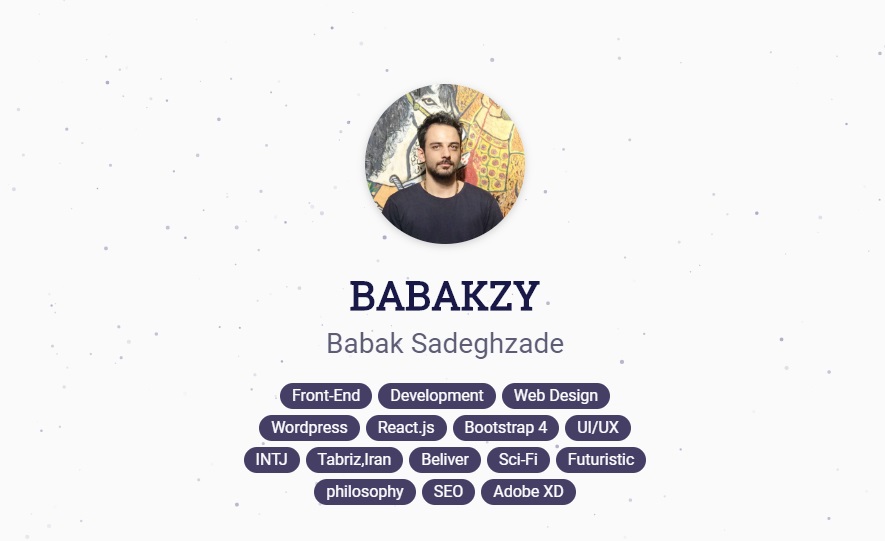 BABAKZY
Babak Sadeghzade
Front-End Development Web Design
Wordpress React.js Bootstrap 4 UI/UX
INTJ Tabriz,Iran Beliver Sci-Fi Futuristic
philosophy SEO Adobe XD